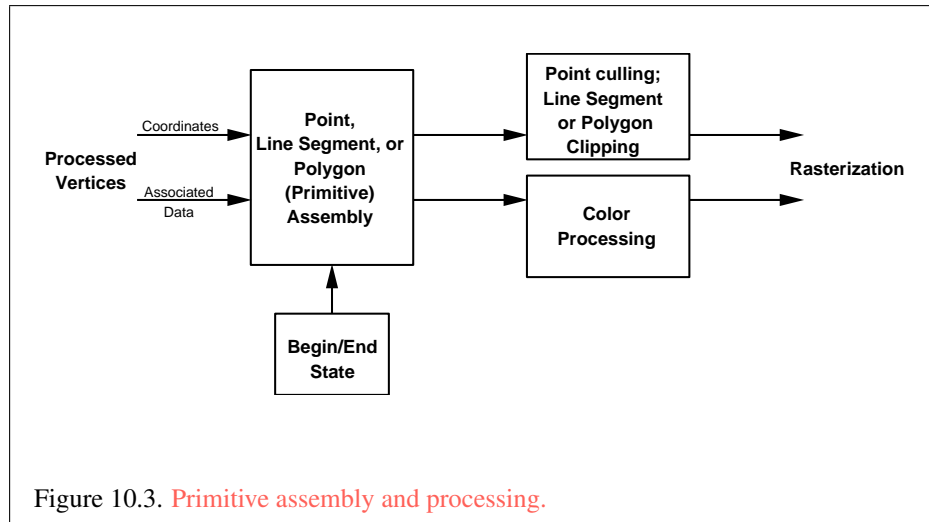 Coordinates
Processed
Vertices
Associated
Data
Point,
Line Segment, or
Polygon
(Primitive)
Assembly
Begin/End
State
Point culling;
Line Segment
or Polygon
Clipping
Color
Processing
Rasterization
Figure 10.3. Primitive assembly and processing.